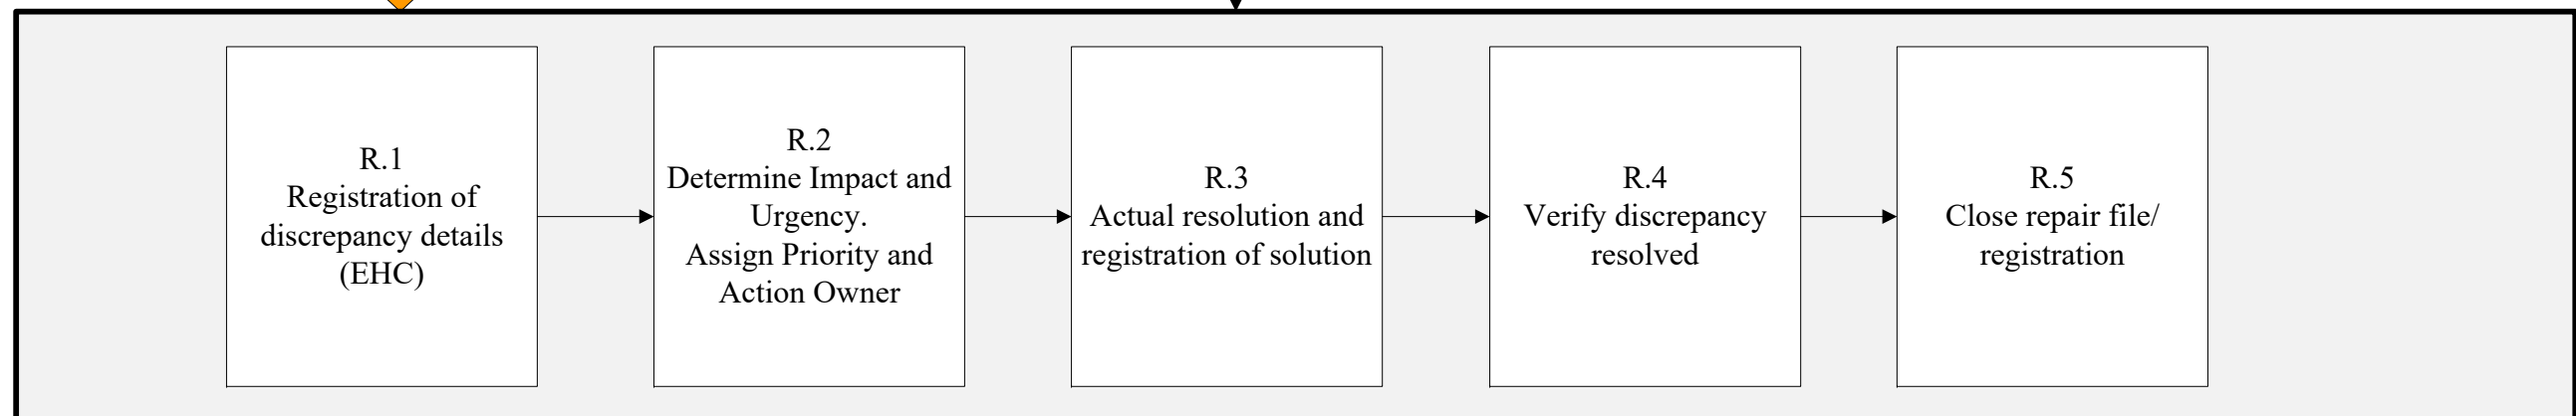 R.1
Registration of
discrepancy details
(EHC)
R.2
Determine Impact and
Urgency.
Assign Priority and
Action Owner
R.3
Actual resolution and
registration of solution
R.4
Verify discrepancy
resolved
R.5
Close repair file/
registration